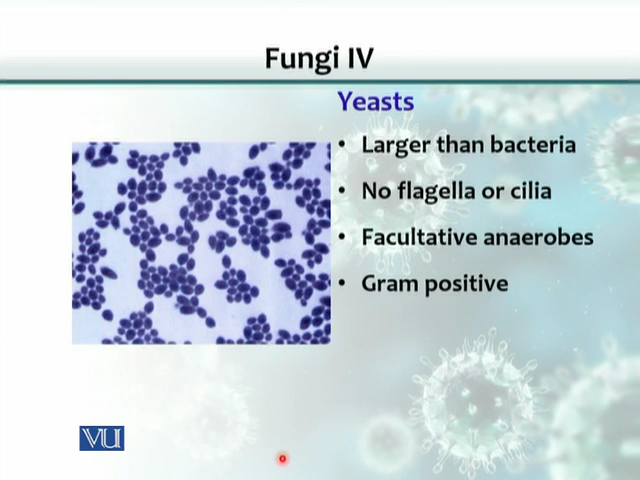 Fungi IV
Yeasts
• Larger than bacteria
• No flagella or cilia
• Facultative anaerobes
• Gram positive
VU